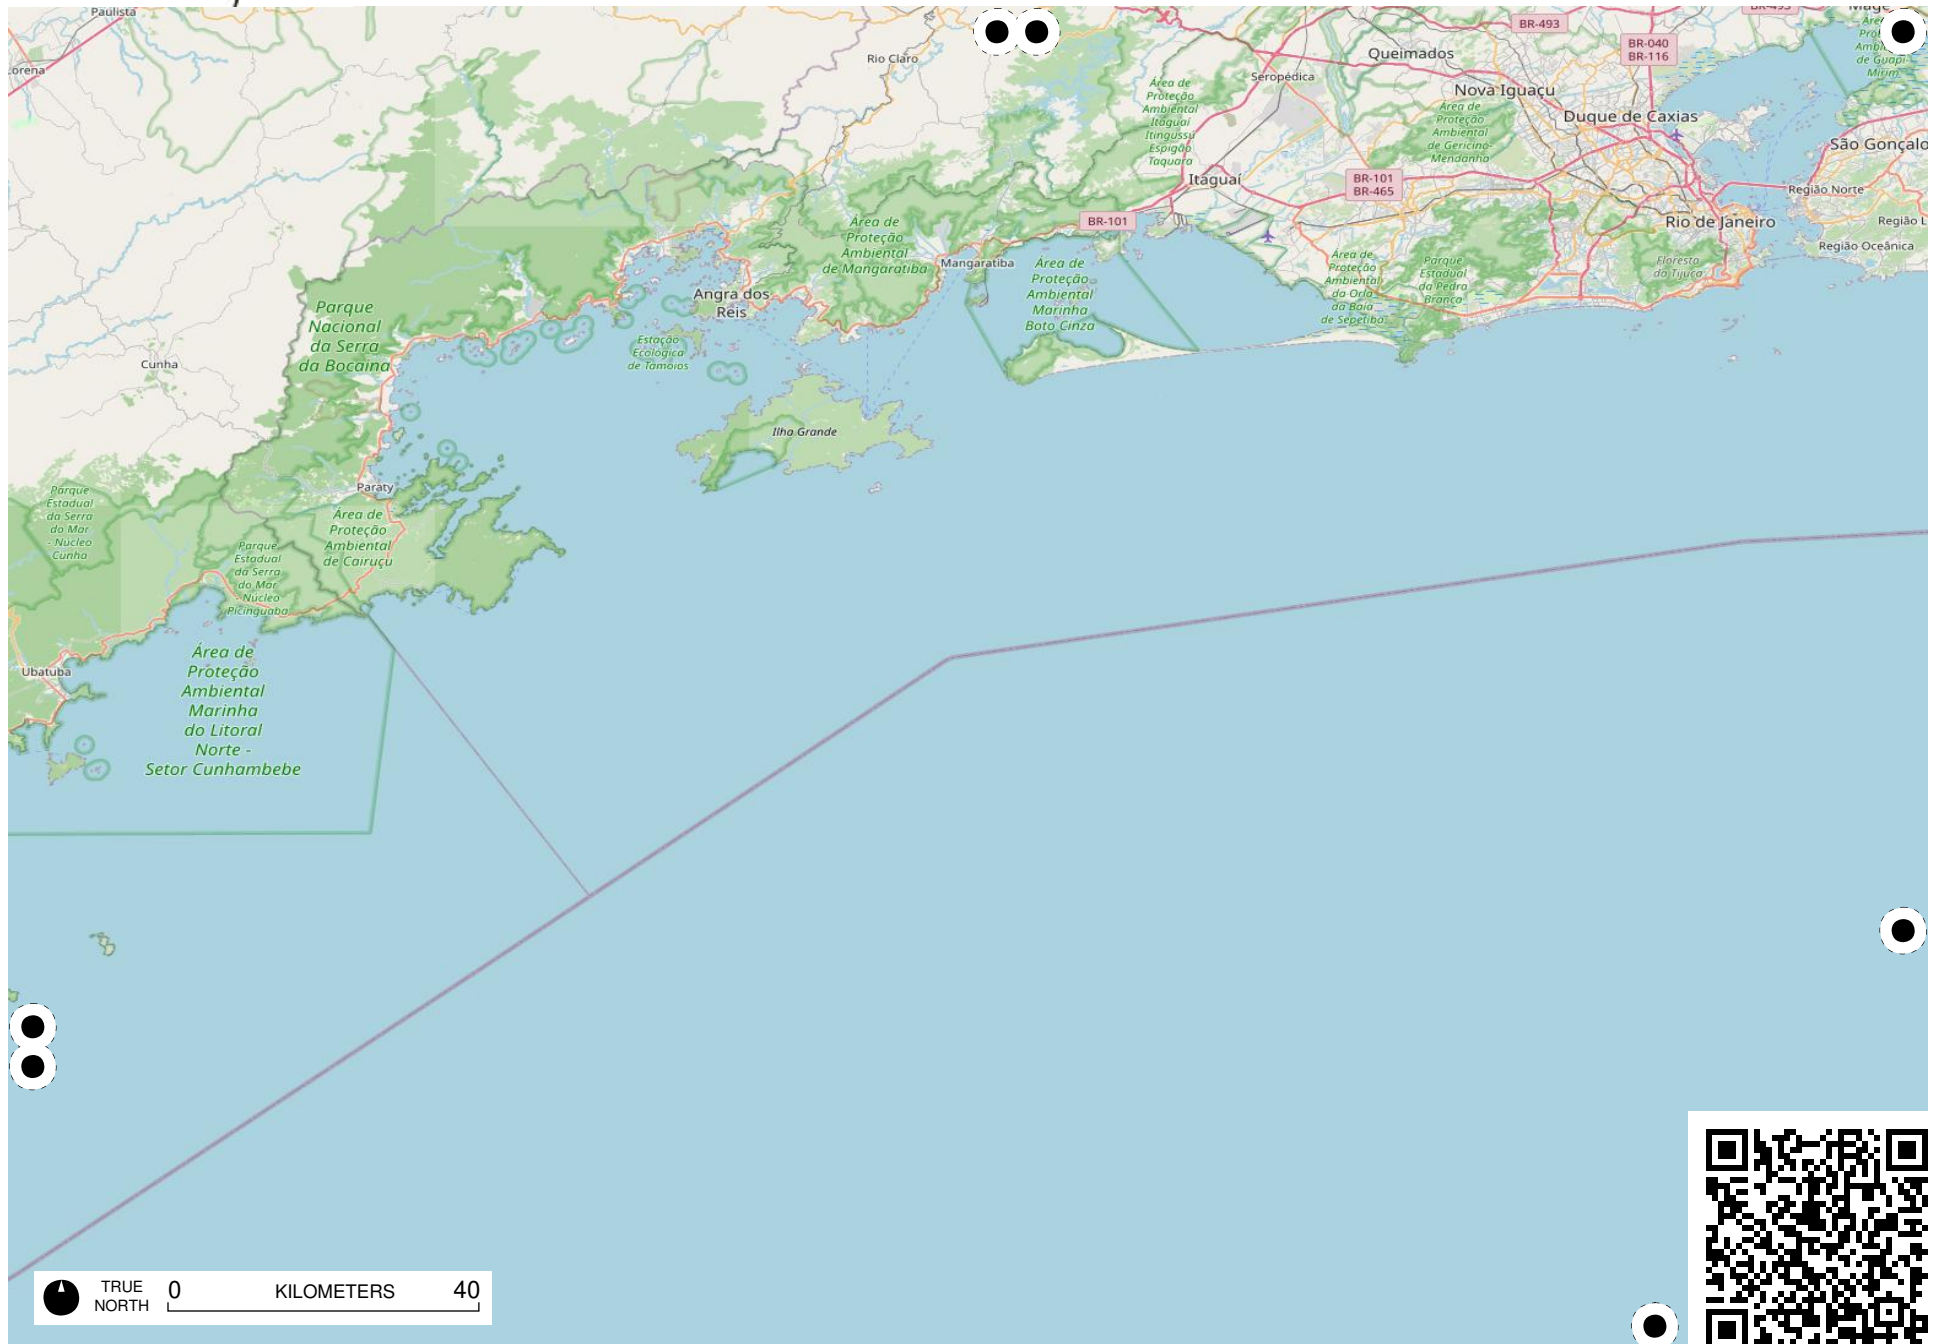 Paulista
BR-493
Queimados
BR-040
BR-116
Lorena
Rio Claro
Seropédica
Nova Iguaçu
Duque de Caxias
São Gonçalo
Área de
Proteção
Ambiental
Itaguaí
Itingussú
Espigão
Taquara
Área de
Proteção
Ambiental
de Gericinó-
Mendanha
Itaguaí
BR-101
BR-465
Região Norte
BR-101
Rio de Janeiro
Região Oceânica
Área de
Proteção
Ambiental
de Mangaratiba
Mangaratiba
Área de
Proteção
Ambiental
Marinha
Boto Cinza
Área de
Proteção
Ambiental
da Orla
da Baía
de Sepetiba
Parque
Estadual
da Pedra
Branca
Floresta
da Tijuca
Angra dos
Reis
Parque
Nacional
da Serra
da Bocaina
Estação
Ecológica
de Tamoios
Cunha
Ilha Grande
Paraty
Parque
Estadual
da Serra
do Mar
- Núcleo
Cunha
Área de
Proteção
Ambiental
de Cairuçu
Parque
Estadual
da Serra
do Mar
- Núcleo
Picinguaba
Ubatuba
Área de
Proteção
Ambiental
Marinha
do Litoral
Norte -
Setor Cunhambebe
TRUE
NORTH
0 KILOMETERS 40